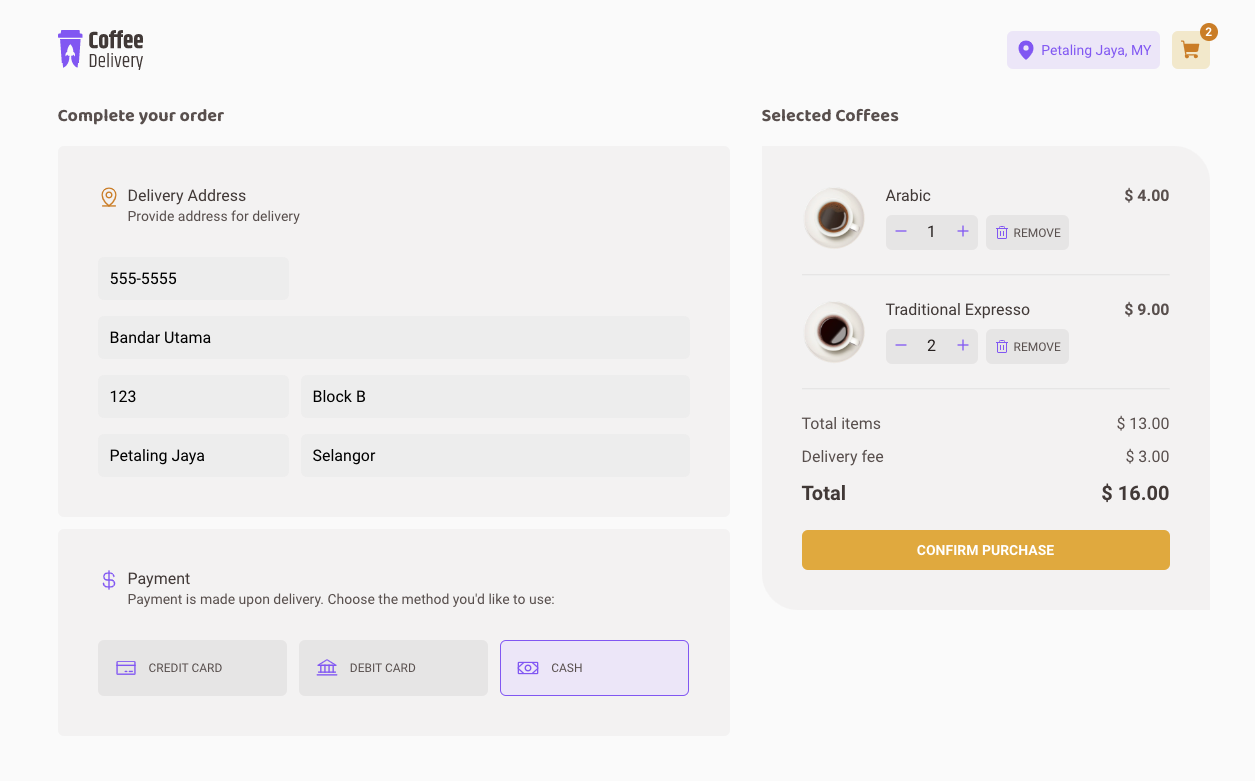 Coffee
Delivery
Petaling Jaya, MY
2
Complete your order
Delivery Address
Provide address for delivery
555-5555
Bandar Utama
123
Block B
Petaling Jaya
Selangor
Payment
Payment is made upon delivery. Choose the method you'd like to use:
CREDIT CARD
DEBIT CARD
CASH
Selected Coffees
Arabic
$ 4.00
1
REMOVE
Traditional Expresso
$ 9.00
2
REMOVE
Total items
$ 13.00
Delivery fee
$ 3.00
Total
$ 16.00
CONFIRM PURCHASE